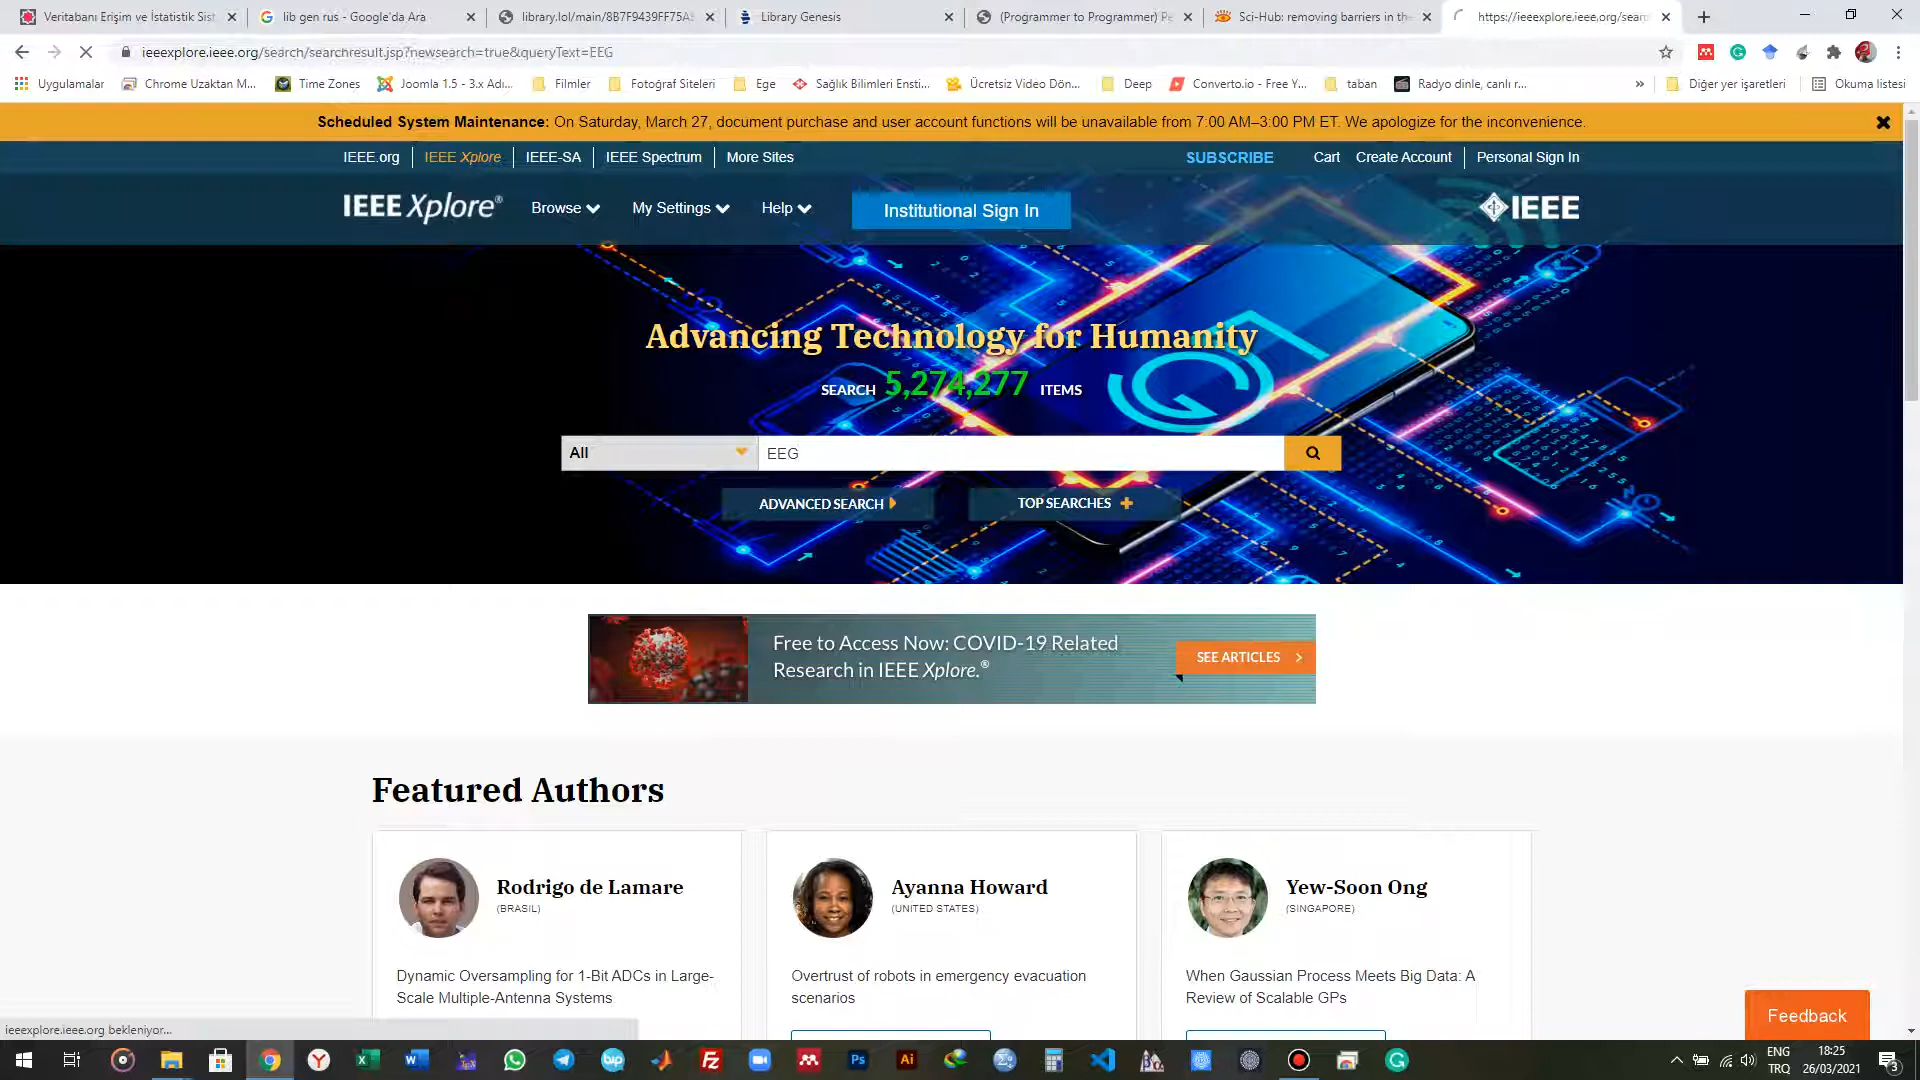 Veritabanı Erişim ve İstatistik Sist
lib gen rus - Google'da Ara
library.lol/main/8B7F9439FF75A5
Library Genesis
(Programmer to Programmer) Pe
Sci-Hub: removing barriers in the
https://ieeexplore.ieee.org/searc
ieeexplore.ieee.org/search/searchresult.jsp?newsearch=true&queryText=EEG
Uygulamalar
Chrome Uzaktan M...
Time Zones
Joomla 1.5 - 3.x Adı...
Filmler
Fotoğraf Siteleri
Ege
Sağlık Bilimleri Ensti...
Ücretsiz Video Dön...
Deep
Converto.io - Free Y...
taban
Radyo dinle, canlı r...
»
Diğer yer işaretleri
Okuma listesi
Scheduled System Maintenance: On Saturday, March 27, document purchase and user account functions will be unavailable from 7:00 AM–3:00 PM ET. We apologize for the inconvenience.
IEEE.org
IEEE Xplore
IEEE-SA
IEEE Spectrum
More Sites
SUBSCRIBE
Cart
Create Account
Personal Sign In
IEEE Xplore®
Browse
My Settings
Help
Institutional Sign In
IEEE
Advancing Technology for Humanity
SEARCH 5,274,277 ITEMS
All
EEG
ADVANCED SEARCH
TOP SEARCHES
Free to Access Now: COVID-19 Related
Research in IEEE Xplore.®
SEE ARTICLES
Featured Authors
Rodrigo de Lamare
(BRASIL)
Dynamic Oversampling for 1-Bit ADCs in Large-
Scale Multiple-Antenna Systems
Ayanna Howard
(UNITED STATES)
Overtrust of robots in emergency evacuation
scenarios
Yew-Soon Ong
(SINGAPORE)
When Gaussian Process Meets Big Data: A
Review of Scalable GPs
Feedback
ieeexplore.ieee.org bekleniyor...
ENG
TRQ
18:25
26/03/2021
3